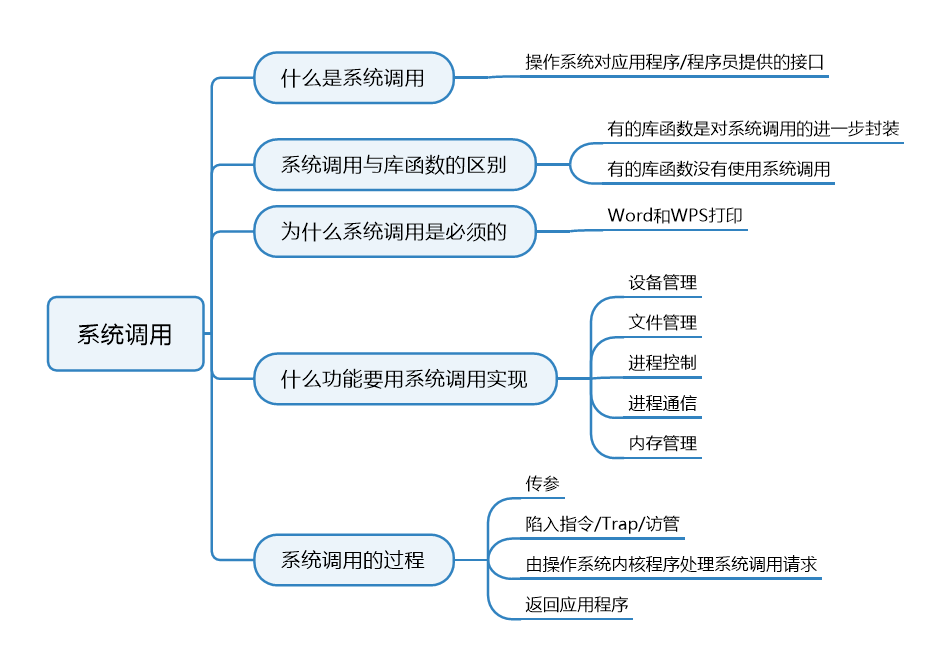 系统调用
什么是系统调用
操作系统对应用程序/程序员提供的接口
系统调用与库函数的区别
有的库函数是对系统调用的进一步封装
有的库函数没有使用系统调用
为什么系统调用是必须的
Word和WPS打印
什么功能要用系统调用实现
设备管理
文件管理
进程控制
进程通信
内存管理
系统调用的过程
传参
陷入指令/Trap/访管
由操作系统内核程序处理系统调用请求
返回应用程序